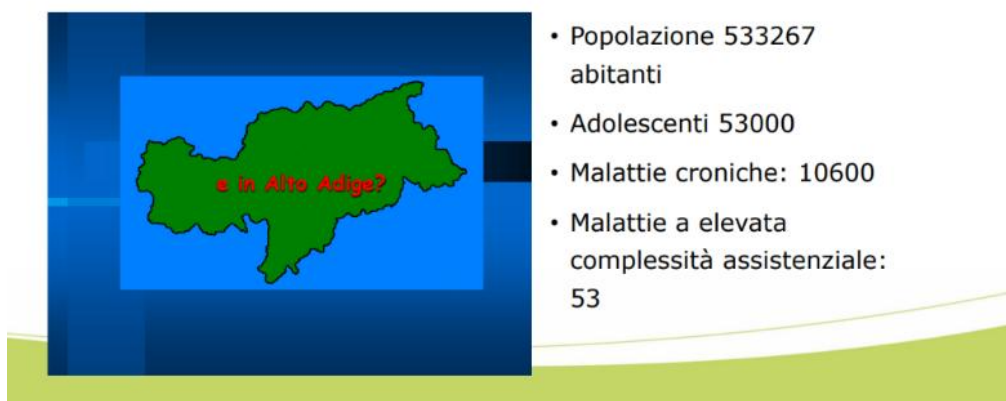 e in Alto Adige?
• Popolazione 533267
abitanti
• Adolescenti 53000
• Malattie croniche: 10600
• Malattie a elevata
complessità assistenziale:
53